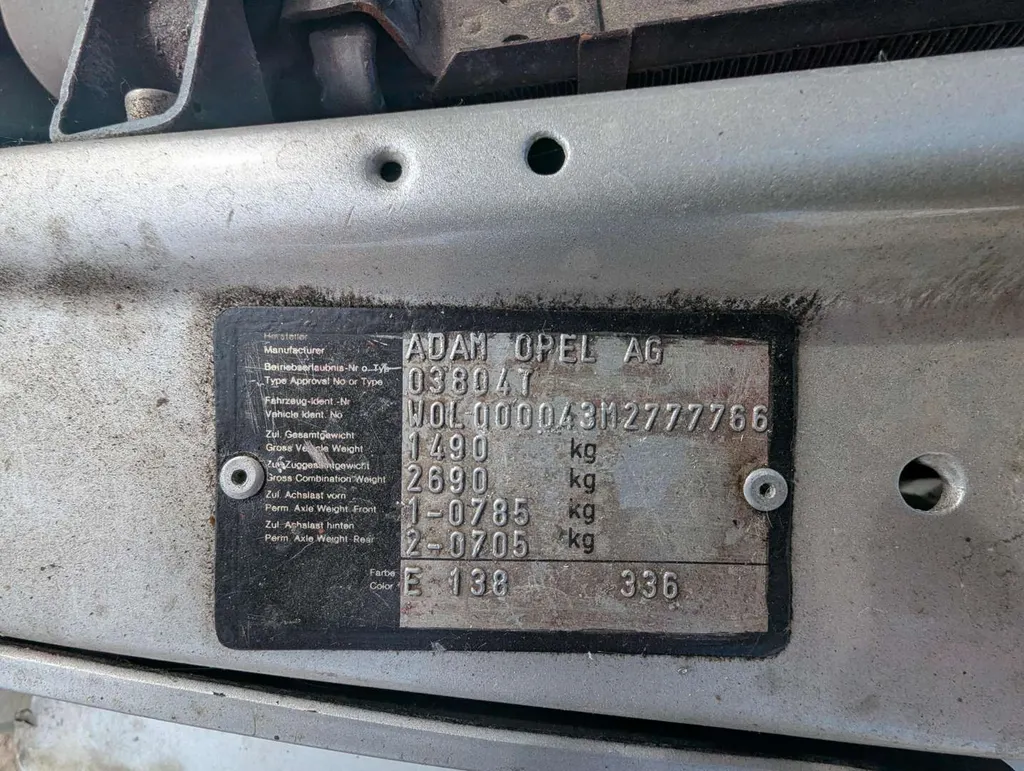 Hersteller
Manufacturer ADAM OPEL AG
Betriebserlaubnis-Nr o. Typ
Type Approval No or Type 03804T
Fahrzeug-Ident.-Nr
Vehicle Ident. No W0L000043M2777766
Zul. Gesamtgewicht
Gross Vehicle Weight 1490 kg
Zul. Zuggesamtgewicht
Gross Combination Weight 2690 kg
Zul. Achslast vorn
Perm. Axle Weight Front 1-0785 kg
Zul. Achslast hinten
Perm. Axle Weight Rear 2-0705 kg
Farbe
Color E 138 336